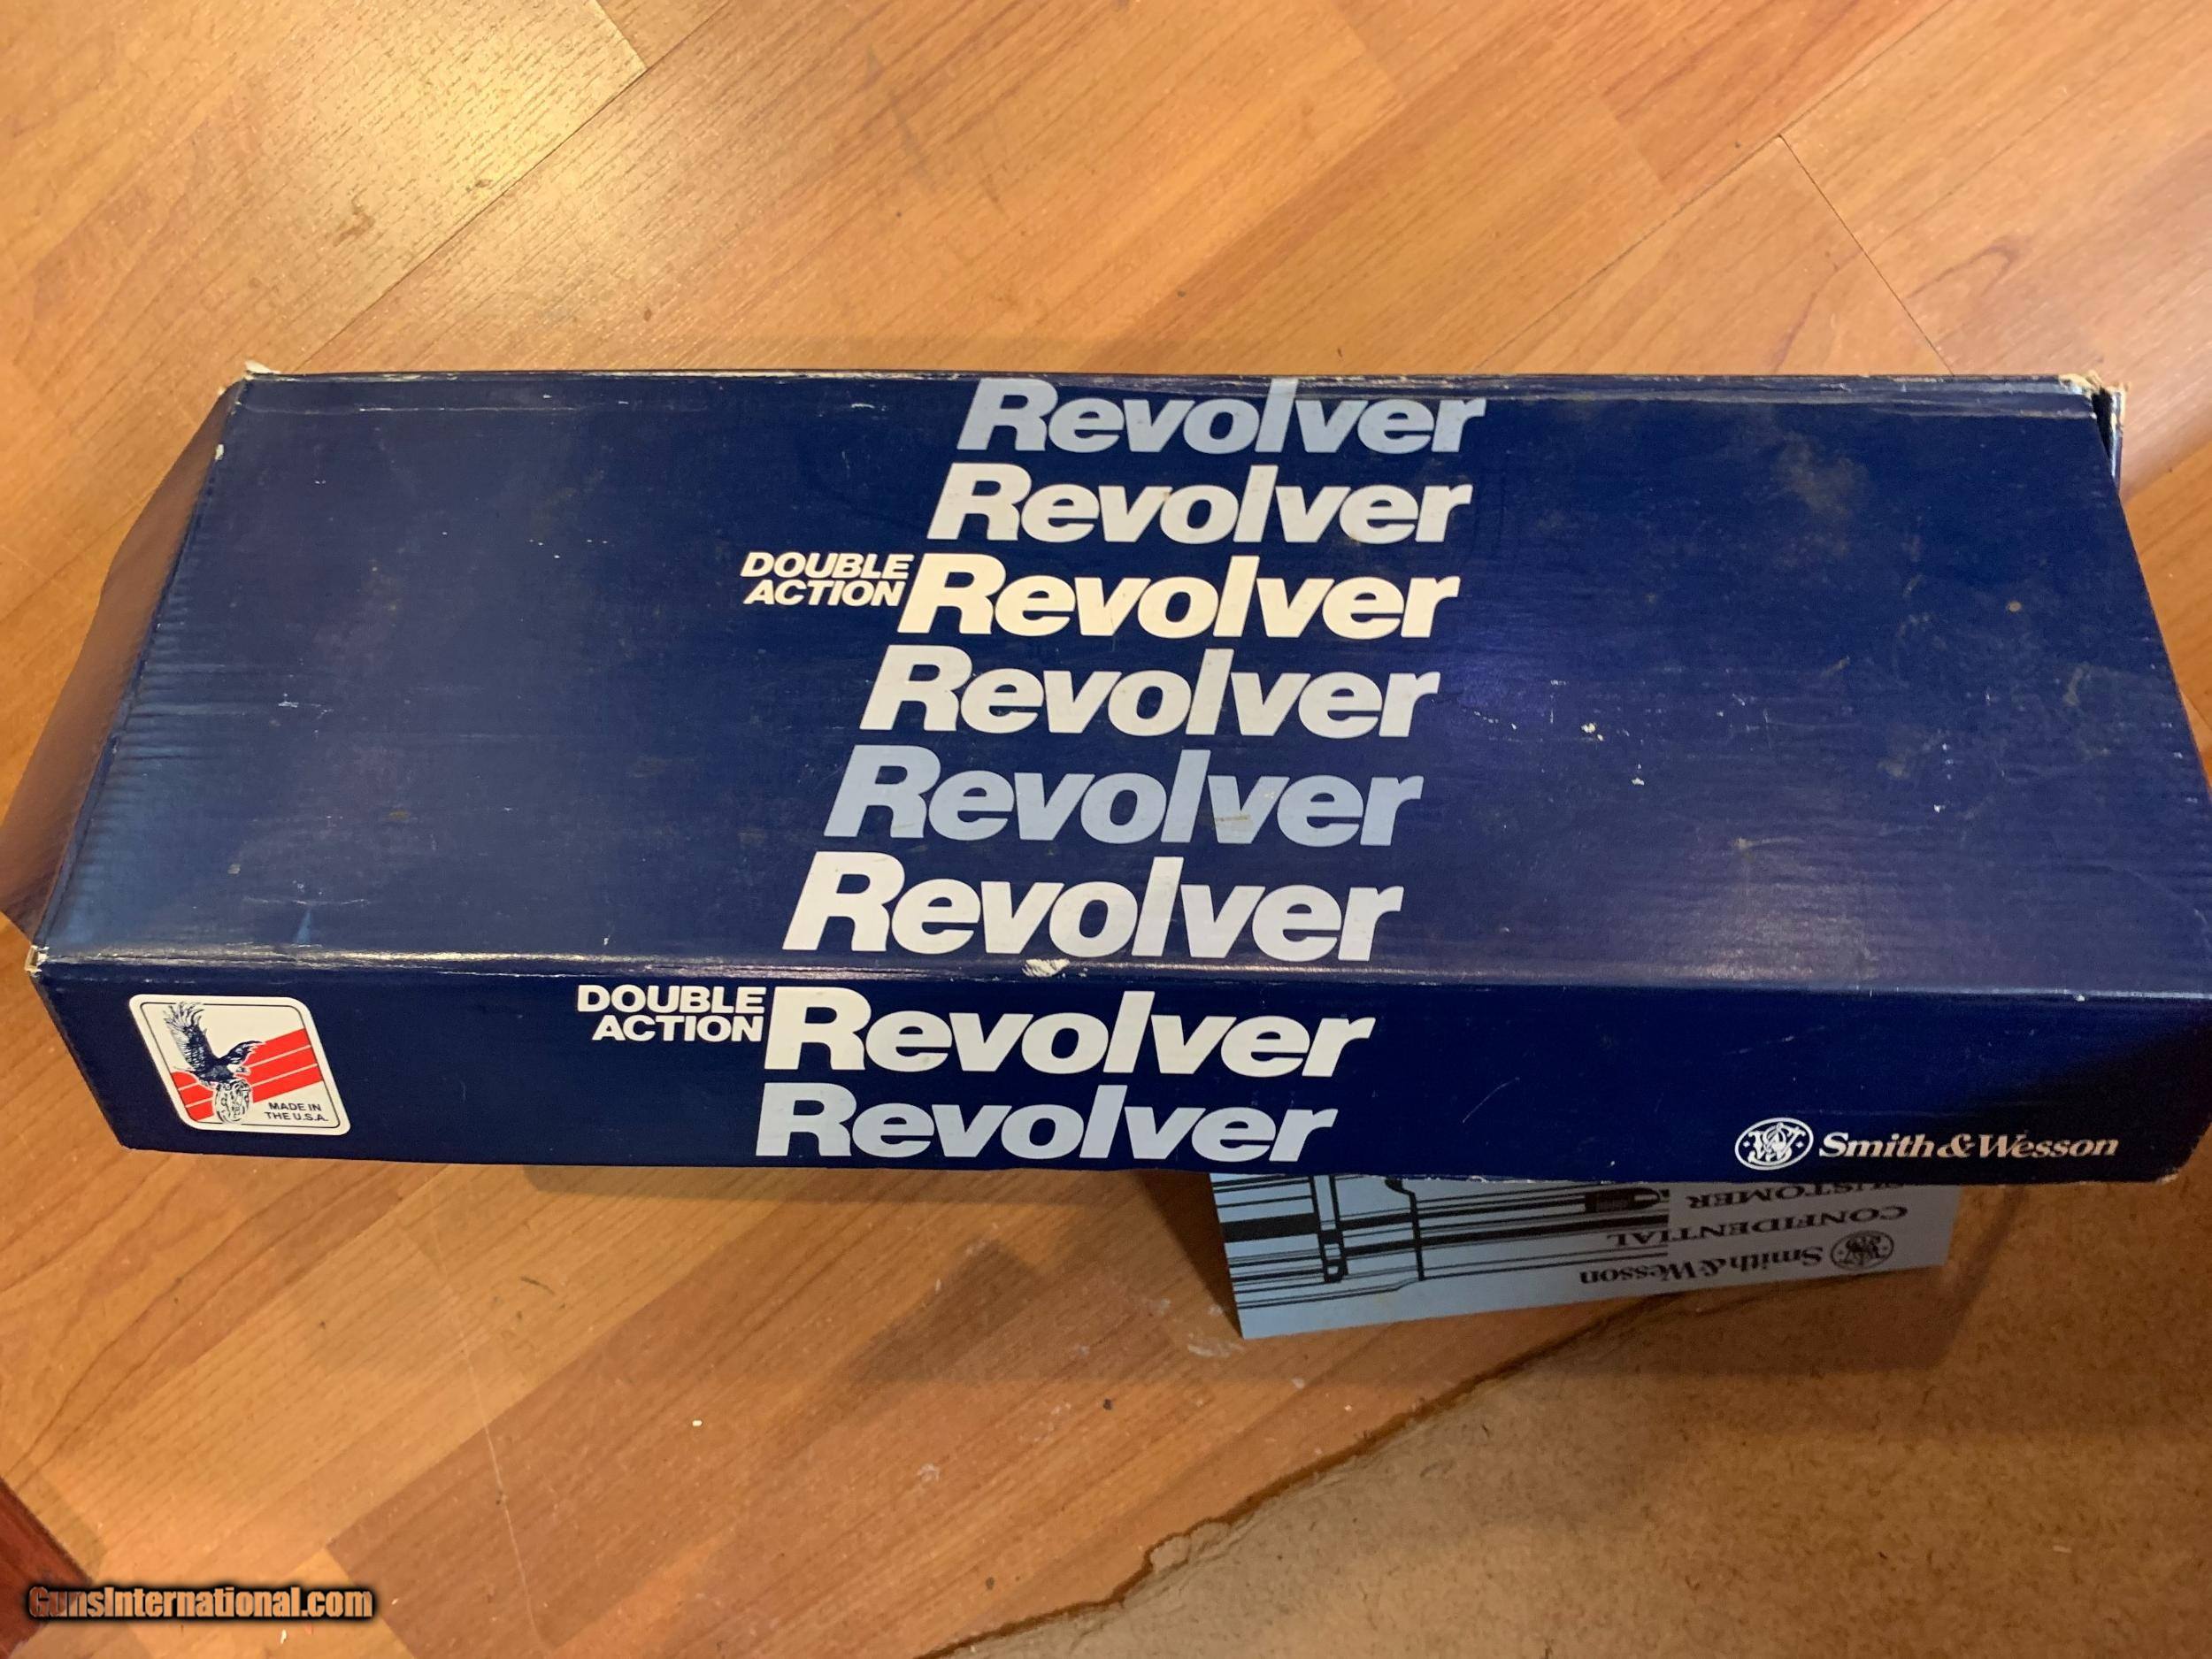 Revolver
Revolver
DOUBLE
ACTION
Revolver
Revolver
Revolver
Revolver
DOUBLE
ACTION
Revolver
Revolver
MADE IN
THE U.S.A.
Smith & Wesson
Smith & Wesson
CONFIDENTIAL
CUSTOMER
GunsInternational.com